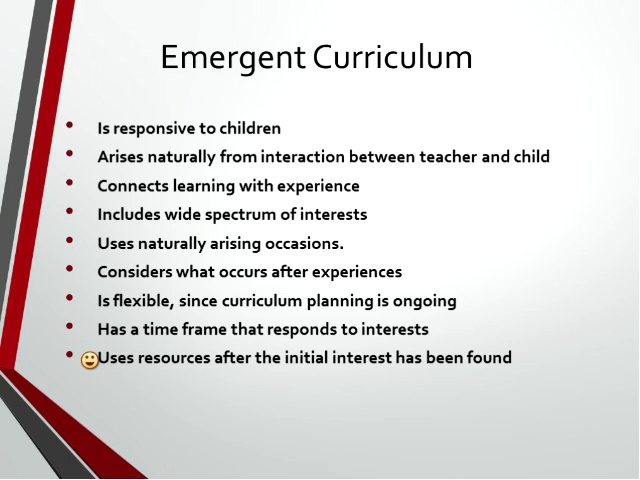 Emergent Curriculum
• Is responsive to children
• Arises naturally from interaction between teacher and child
• Connects learning with experience
• Includes wide spectrum of interests
• Uses naturally arising occasions.
• Considers what occurs after experiences
• Is flexible, since curriculum planning is ongoing
• Has a time frame that responds to interests
• Uses resources after the initial interest has been found